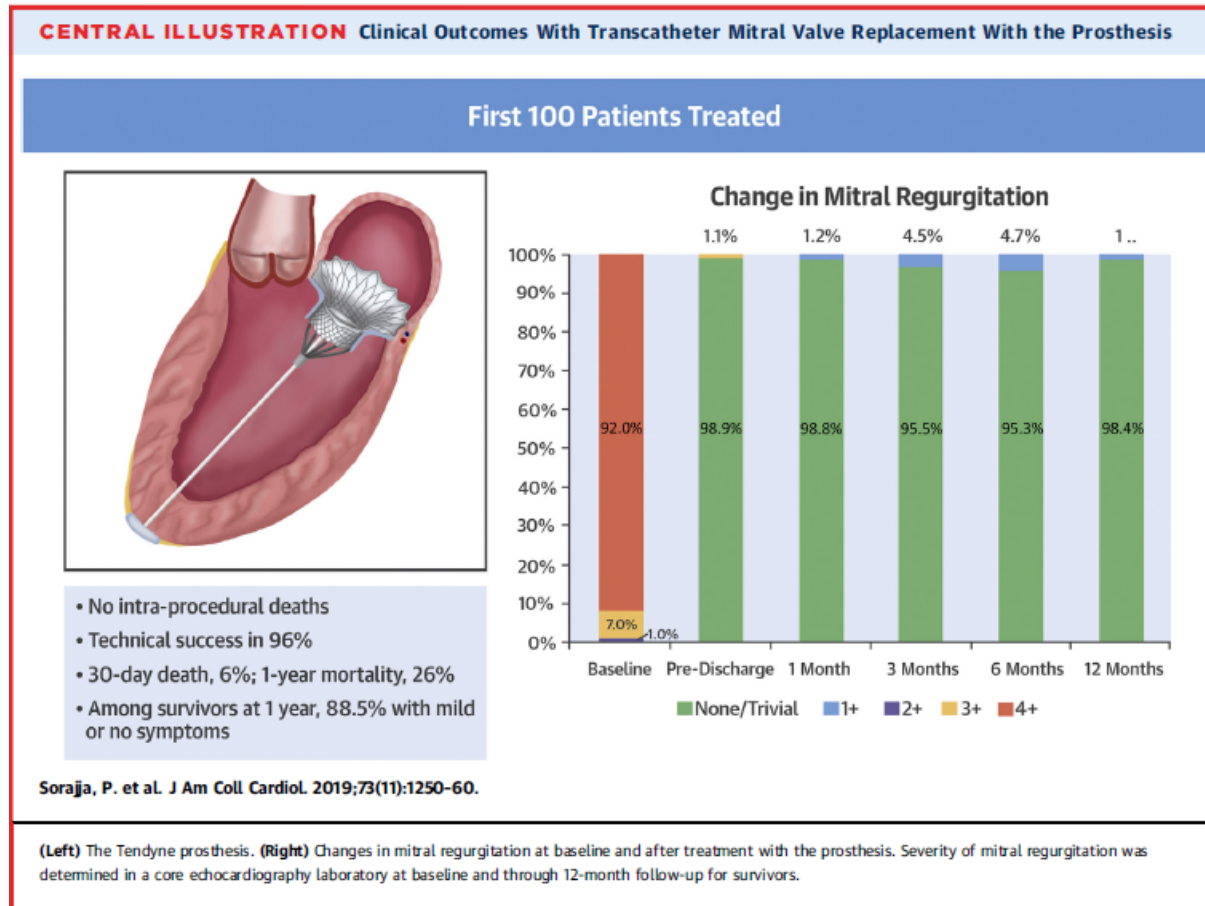 CENTRAL ILLUSTRATION Clinical Outcomes With Transcatheter Mitral Valve Replacement With the Prosthesis
First 100 Patients Treated
• No intra-procedural deaths
• Technical success in 96%
• 30-day death, 6%; 1-year mortality, 26%
• Among survivors at 1 year, 88.5% with mild
or no symptoms
Change in Mitral Regurgitation
1.1% 1.2% 4.5% 4.7% 1 ..
100%
90%
80%
70%
60%
50%
40%
30%
20%
10%
0%
92.0% 98.9% 98.8% 95.5% 95.3% 98.4%
7.0%
1.0%
Baseline Pre-Discharge 1 Month 3 Months 6 Months 12 Months
None/Trivial 1+ 2+ 3+ 4+
Sorajja, P. et al. J Am Coll Cardiol. 2019;73(11):1250–60.
(Left) The Tendyne prosthesis. (Right) Changes in mitral regurgitation at baseline and after treatment with the prosthesis. Severity of mitral regurgitation was
determined in a core echocardiography laboratory at baseline and through 12-month follow-up for survivors.